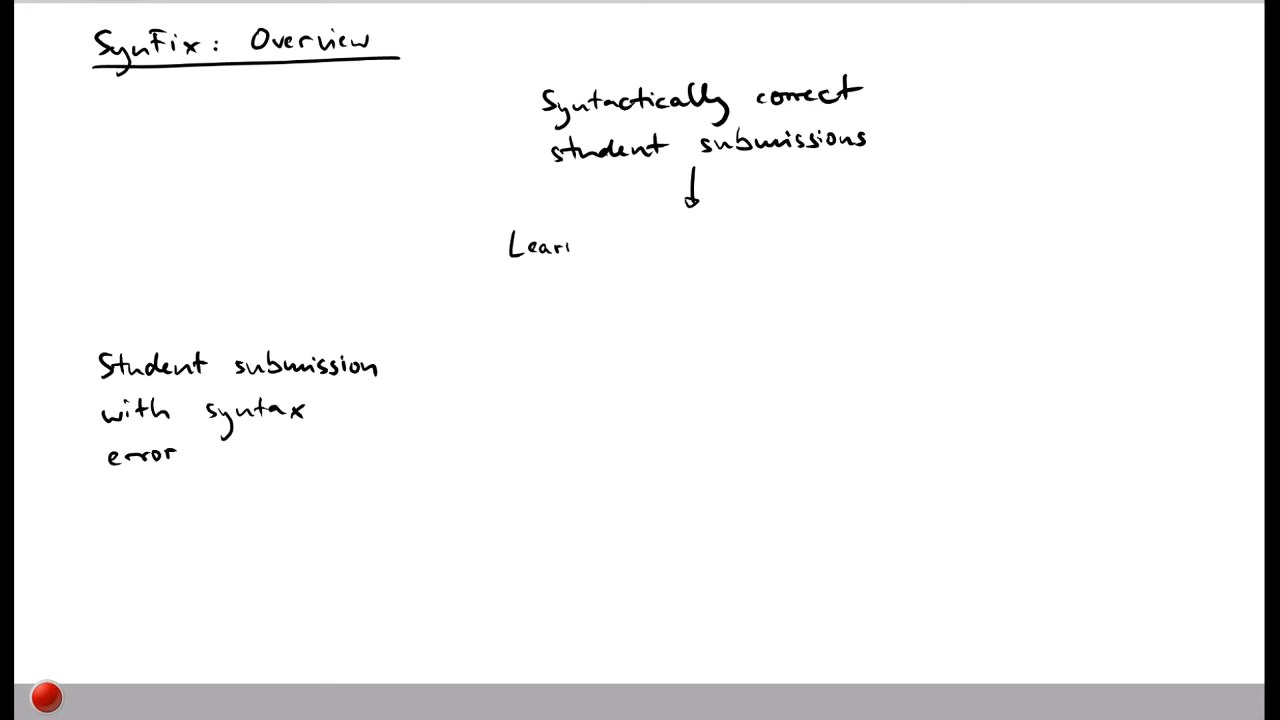 SynFix: Overview
Syntactically correct
student submissions
Student submission
with syntax
error